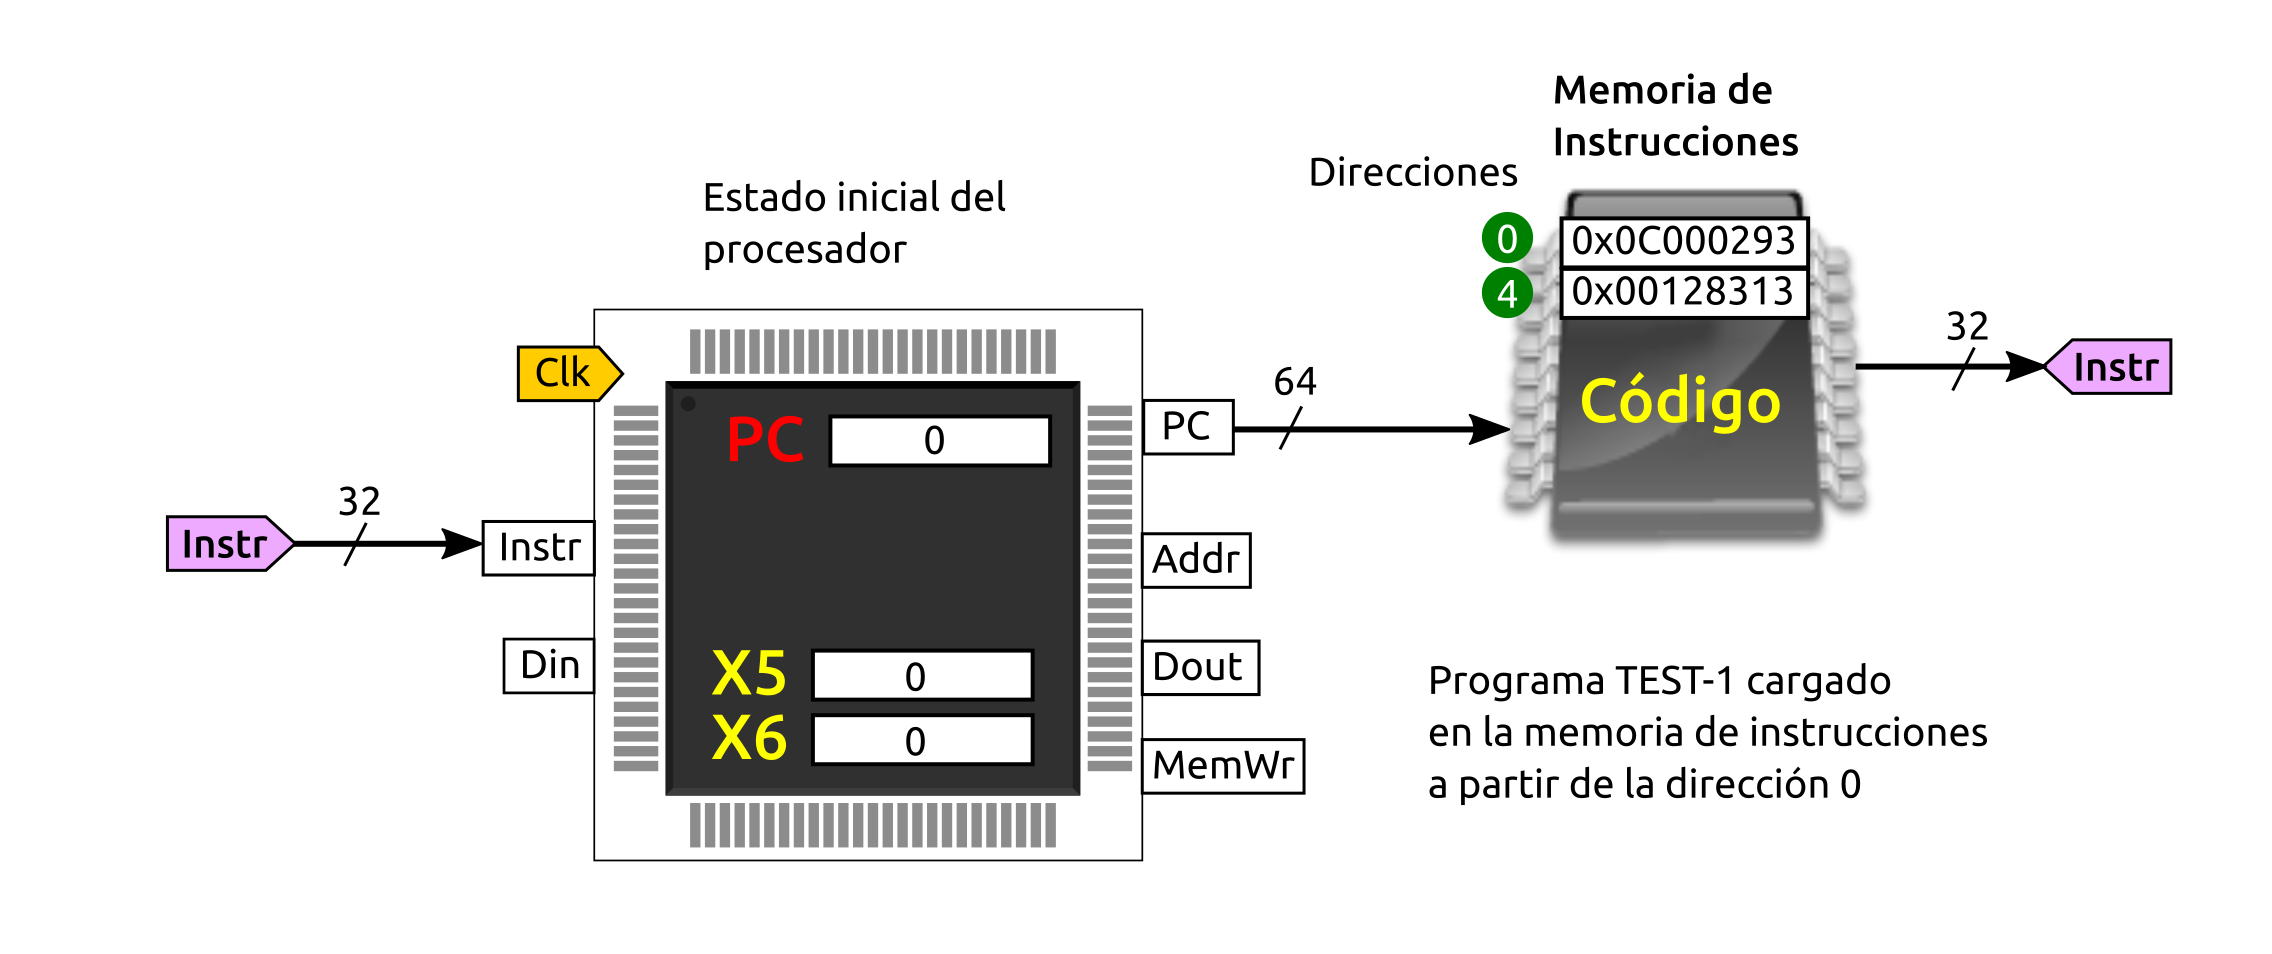 Memoria de
Instrucciones
Direcciones
Estado inicial del
procesador
0 0x0C000293
4 0x00128313
32
Instr
Clk
Código
64
PC 0
PC
32
Instr
Instr
Addr
Din
X5 0
X6 0
Dout
MemWr
Programa TEST-1 cargado
en la memoria de instrucciones
a partir de la dirección 0